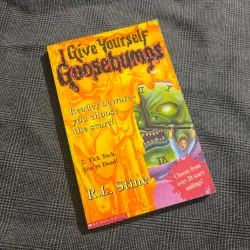 Give Yourself
Goosebumps
Reader beware—
you choose
the scare!
2: Tick Tock,
You're Dead!
Choose from
over 20 scary
endings!
R.L. Stine
SCHOLASTIC